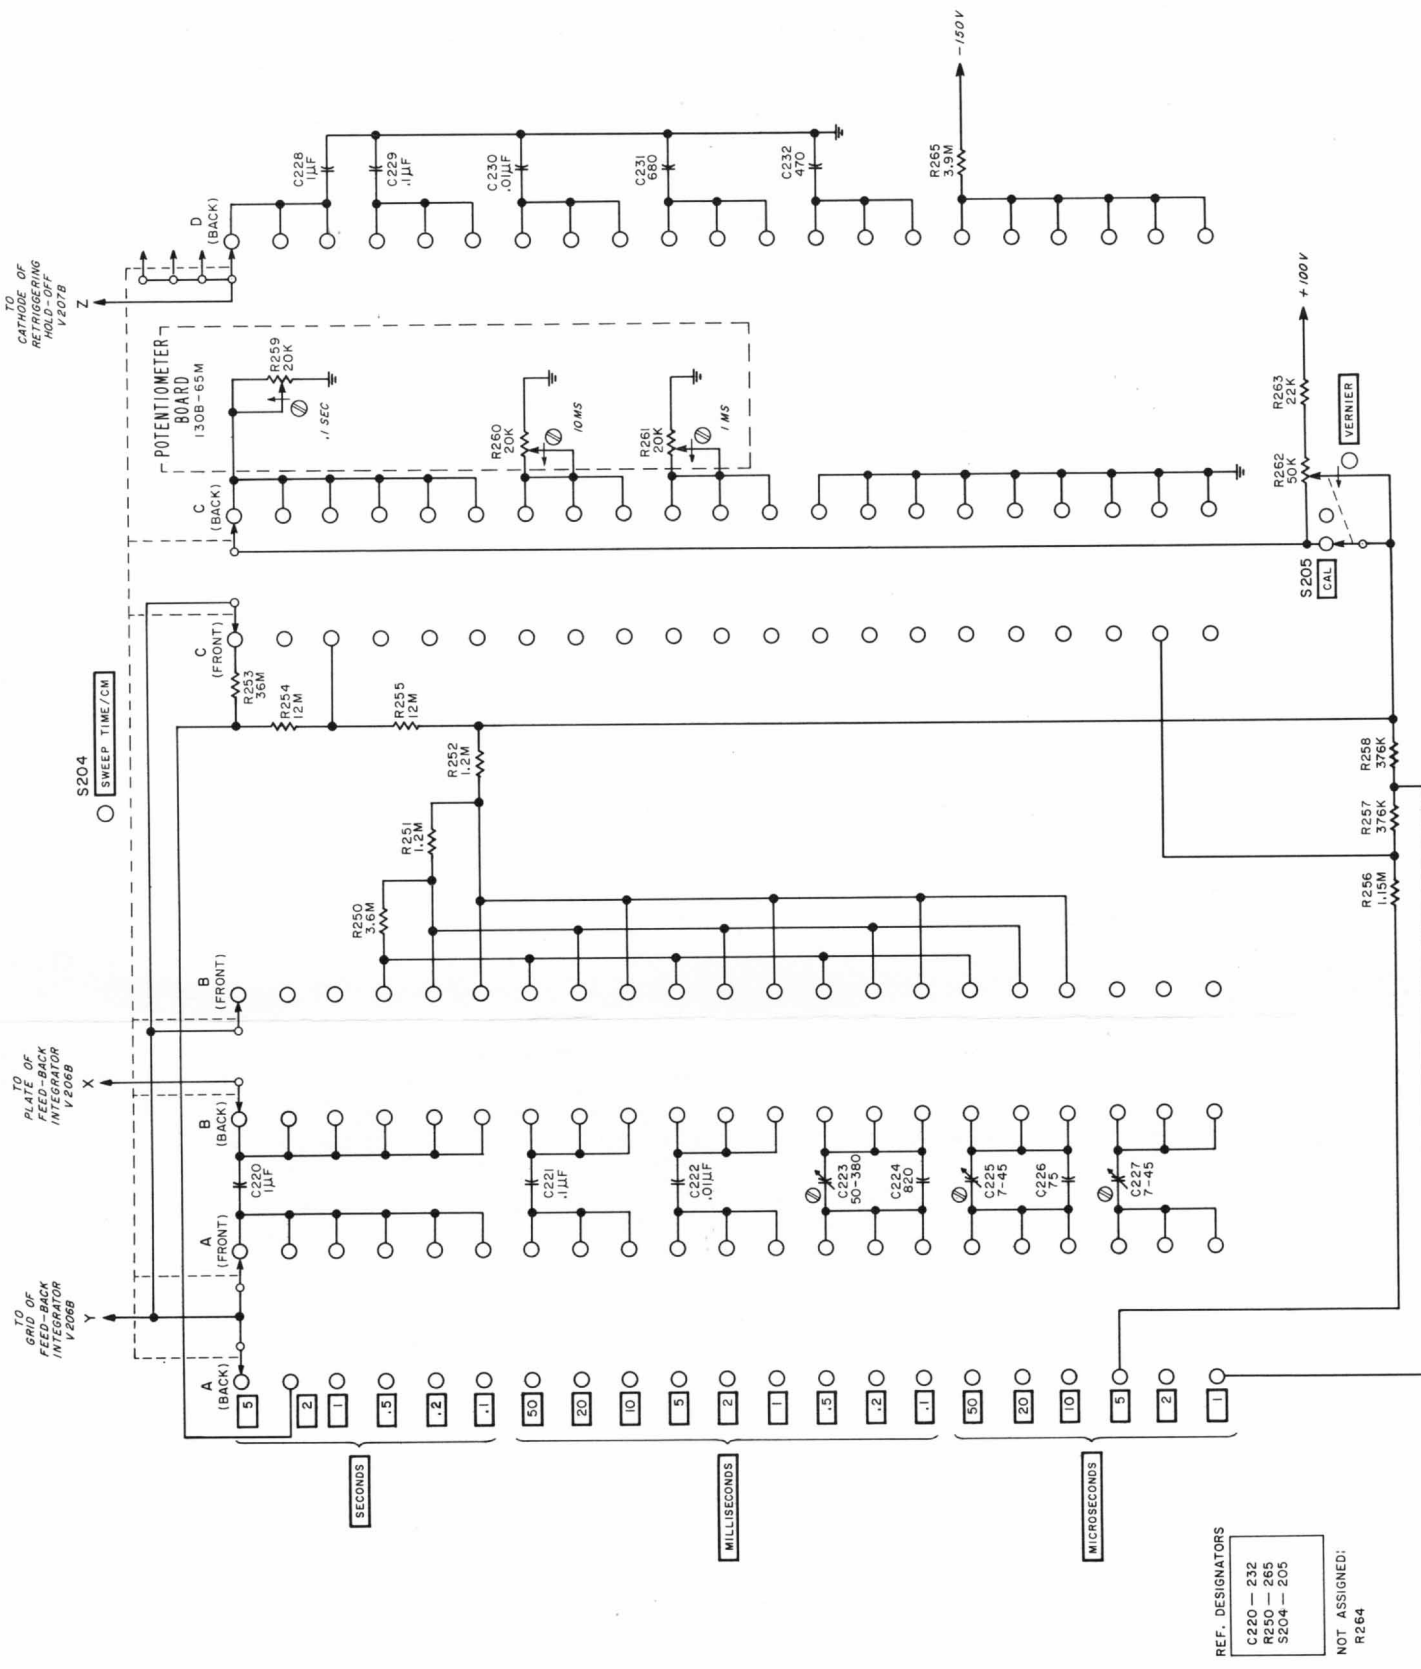 TO
CATHODE OF
RETRIGGERING
HOLD-OFF
V207B
Z
D
(BACK)
C228
1μF
C229
.1μF
C230
.01μF
C231
680
C232
470
R265
3.9M
-150V
POTENTIOMETER
BOARD
130B-65M
R259
20K
.1 SEC
R260
20K
10MS
R261
20K
1 MS
C
(BACK)
+100V
R263
22K
R262
50K
VERNIER
S205
CAL
S204
SWEEP TIME/CM
C
(FRONT)
R253
36M
R254
12M
R255
12M
R252
1.2M
R251
1.2M
R250
3.6M
R258
376K
R257
376K
R256
1.15M
B
(FRONT)
TO
PLATE OF
FEED-BACK
INTEGRATOR
V206B
X
B
(BACK)
C220
1μF
C221
.1μF
C222
.01μF
C223
50-380
C224
820
C225
7-45
C226
75
C227
7-45
A
(FRONT)
TO
GRID OF
FEED-BACK
INTEGRATOR
V206B
Y
A
(BACK)
5
2
1
.5
.2
.1
50
20
10
5
2
1
.5
.2
.1
50
20
10
5
2
1
SECONDS
MILLISECONDS
MICROSECONDS
REF. DESIGNATORS
C220 - 232
R250 - 265
S204 - 205
NOT ASSIGNED:
R264